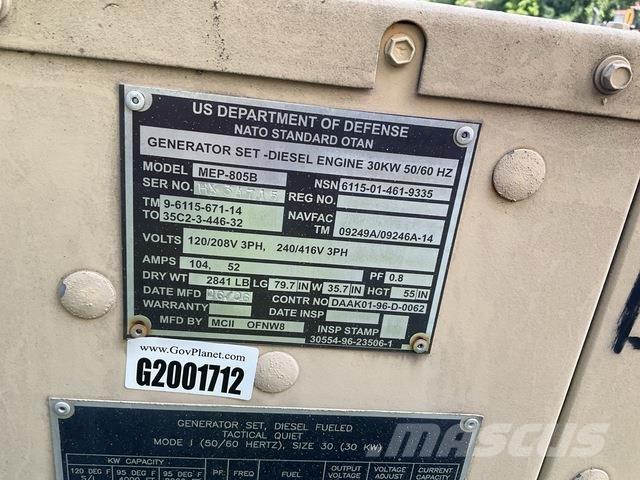 US DEPARTMENT OF DEFENSE
NATO STANDARD OTAN
GENERATOR SET -DIESEL ENGINE 30KW 50/60 HZ
MODEL MEP-805B NSN 6115-01-461-9335
SER NO. REG NO.
TM 9-6115-671-14 NAVFAC
TO 35C2-3-446-32 TM 09249A/09246A-14
VOLTS 120/208V 3PH, 240/416V 3PH
AMPS 104, 52 PF 0.8
DRY WT 2841 LB LG 79.7 IN W 35.7 IN HGT 55 IN
DATE MFD CONTR NO DAAK01-96-D-0062
WARRANTY DATE INSP
MFD BY MCII OFNW8 INSP STAMP
30554-96-23506-1
www.GovPlanet.com
G2001712
GENERATOR SET, DIESEL FUELED
TACTICAL QUIET
MODE I (50/60 HERTZ), SIZE 30. (30 KW)
KW CAPACITY
120 DEG F 95 DEG F 95 DEG F PF. FREQ FUEL OUTPUT VOLTAGE CURRENT
VOLTAGE ADJUST CAPACITY
MASCUS